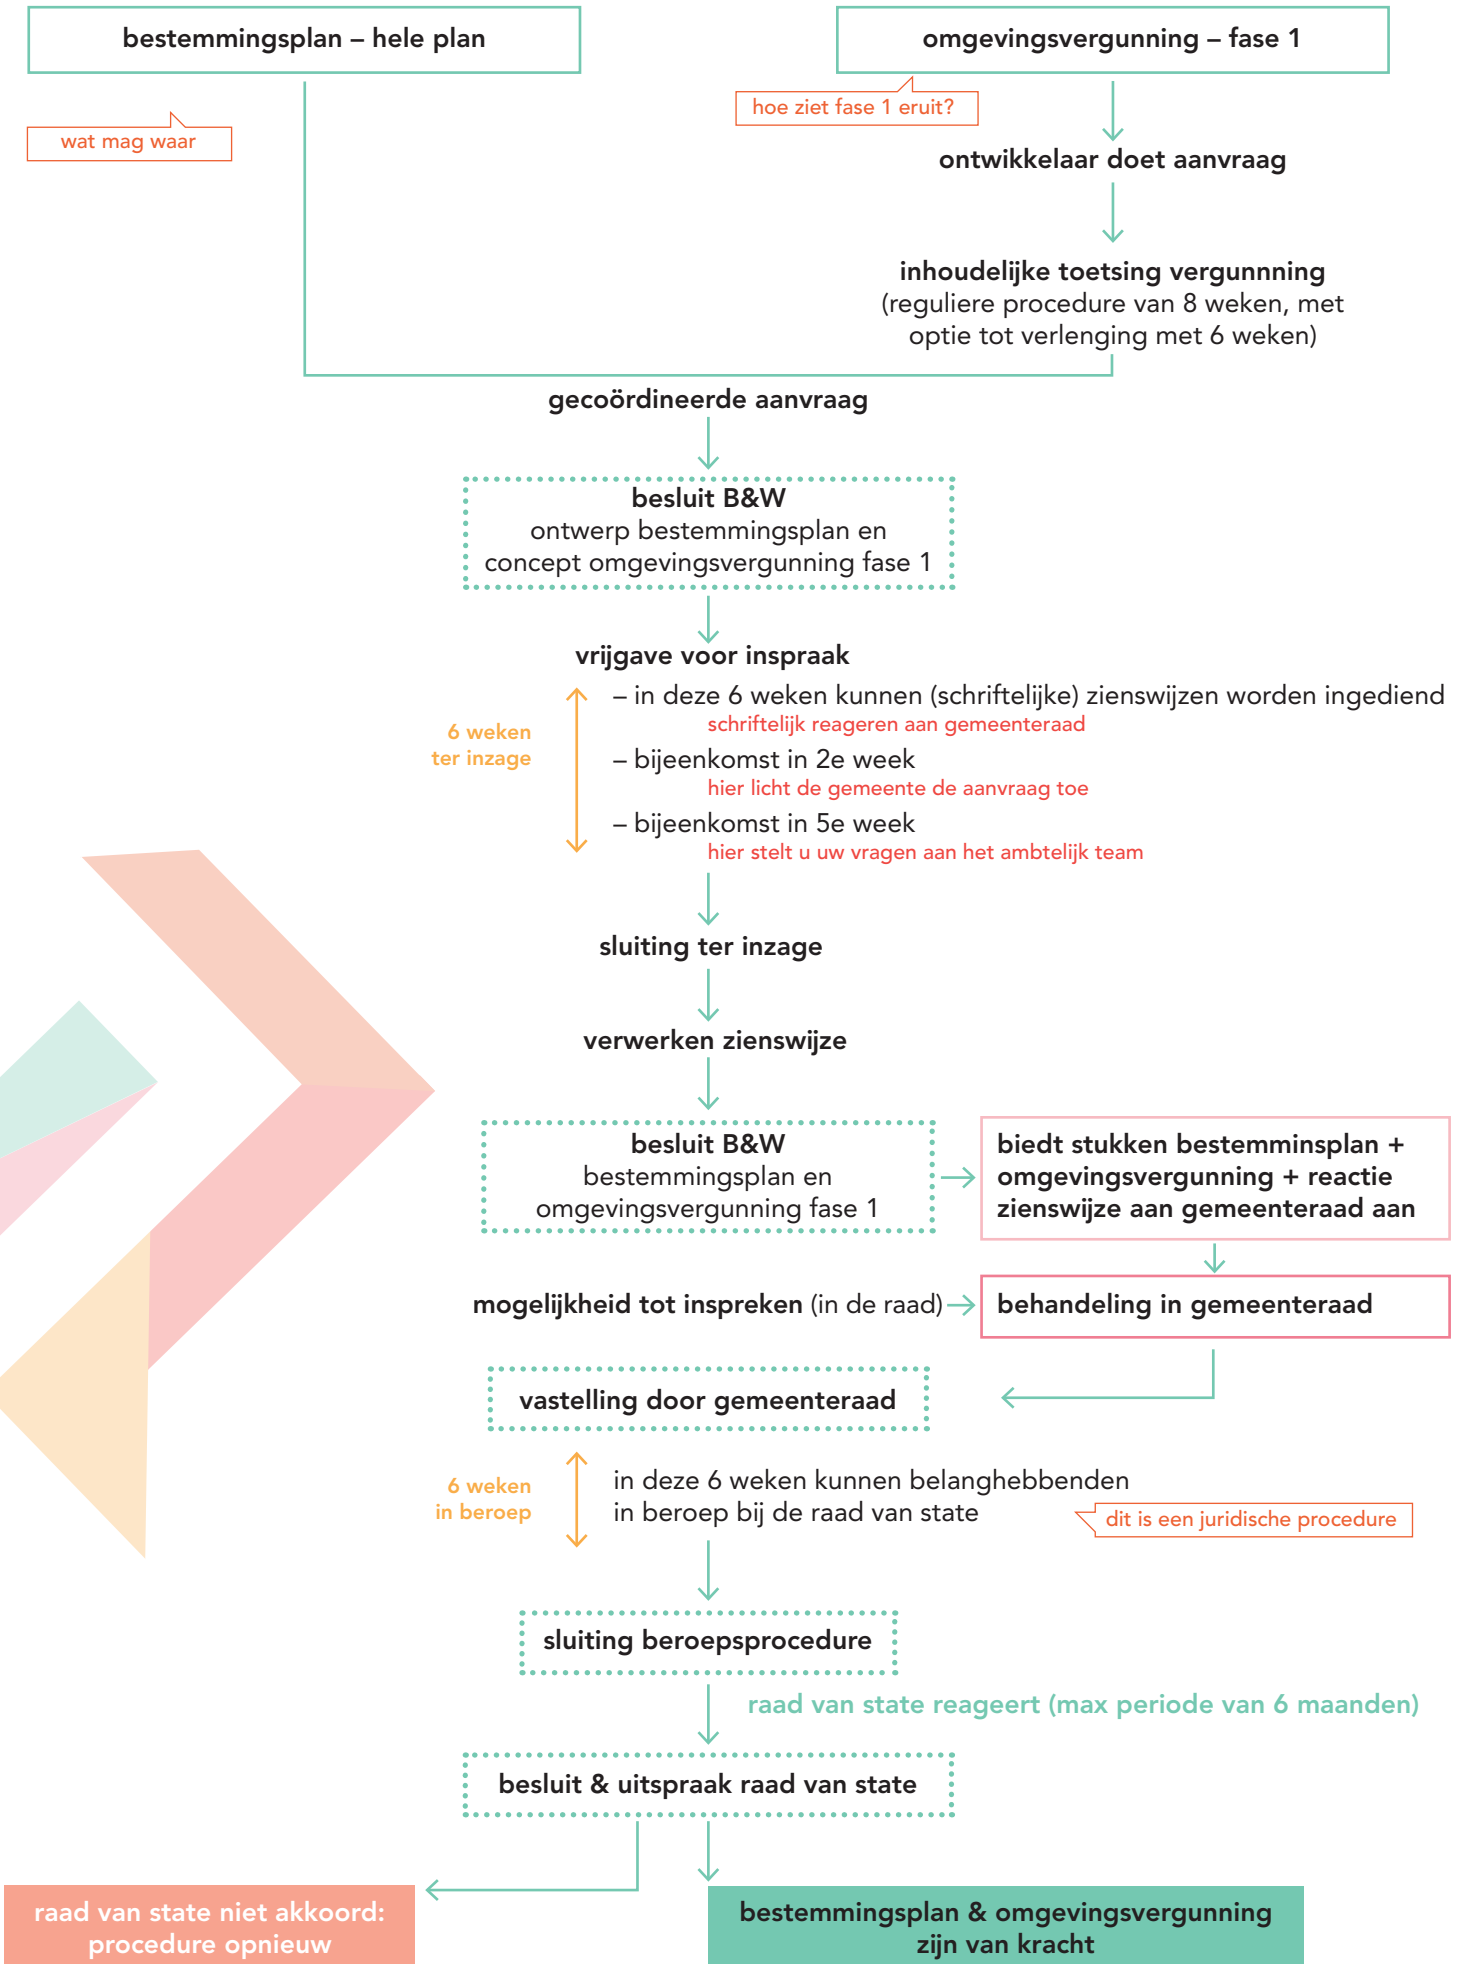 bestemmingsplan – hele plan
omgevingsvergunning – fase 1
wat mag waar
hoe ziet fase 1 eruit?
ontwikkelaar doet aanvraag
inhoudelijke toetsing vergunnning
(reguliere procedure van 8 weken, met
optie tot verlenging met 6 weken)
gecoördineerde aanvraag
besluit B&W
ontwerp bestemmingsplan en
concept omgevingsvergunning fase 1
vrijgave voor inspraak
6 weken
ter inzage
– in deze 6 weken kunnen (schriftelijke) zienswijzen worden ingediend
schriftelijk reageren aan gemeenteraad
– bijeenkomst in 2e week
hier licht de gemeente de aanvraag toe
– bijeenkomst in 5e week
hier stelt u uw vragen aan het ambtelijk team
sluiting ter inzage
verwerken zienswijze
besluit B&W
bestemmingsplan en
omgevingsvergunning fase 1
biedt stukken bestemminsplan +
omgevingsvergunning + reactie
zienswijze aan gemeenteraad aan
mogelijkheid tot inspreken (in de raad)
behandeling in gemeenteraad
vastelling door gemeenteraad
6 weken
in beroep
in deze 6 weken kunnen belanghebbenden
in beroep bij de raad van state
dit is een juridische procedure
sluiting beroepsprocedure
raad van state reageert (max periode van 6 maanden)
besluit & uitspraak raad van state
raad van state niet akkoord:
procedure opnieuw
bestemmingsplan & omgevingsvergunning
zijn van kracht